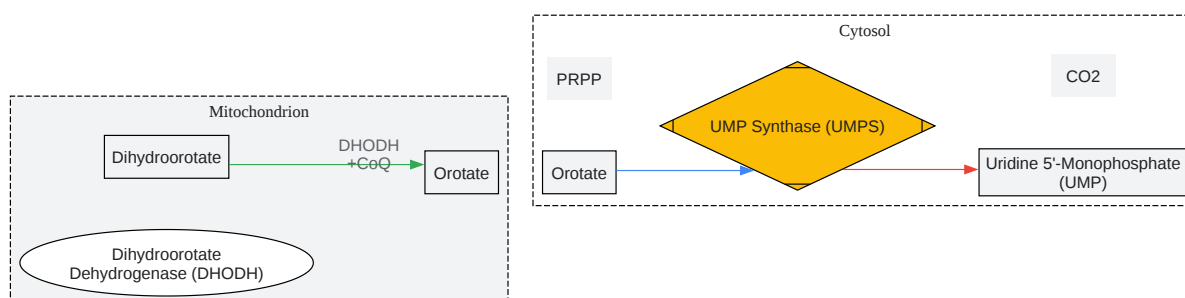 Mitochondrion
Dihydroorotate
DHODH
+CoQ
Orotate
Dihydroorotate
Dehydrogenase (DHODH)
Cytosol
PRPP
CO2
UMP Synthase (UMPS)
Orotate
Uridine 5'-Monophosphate
(UMP)